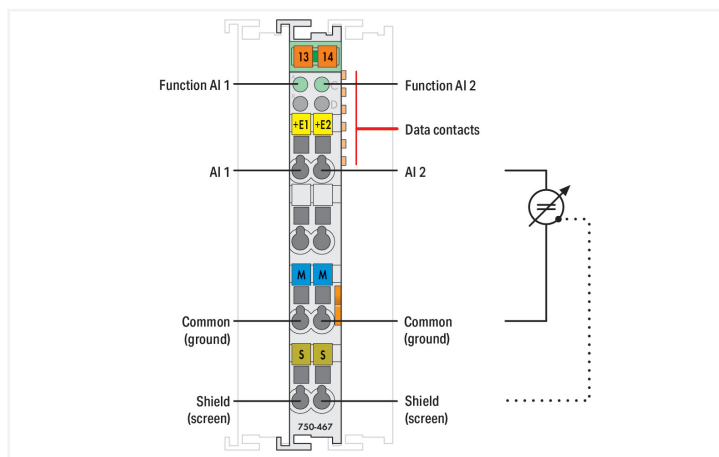 13 14
Function AI 1
C
Function AI 2
D
Data contacts
+E1 +E2
AI 1
AI 2
M M
Common
(ground)
Common
(ground)
S S
Shield
(screen)
Shield
(screen)
750-467